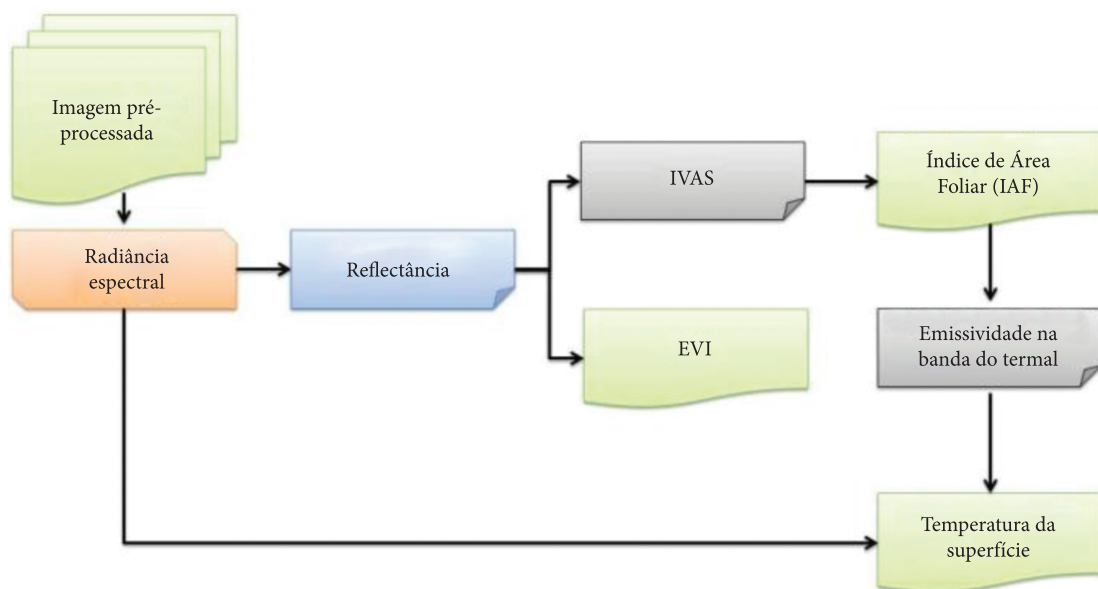 Imagem pré-
processada
Radiância
espectral
Reflectância
IVAS
EVI
Índice de Área
Foliar (IAF)
Emissividade na
banda do termal
Temperatura da
superfície